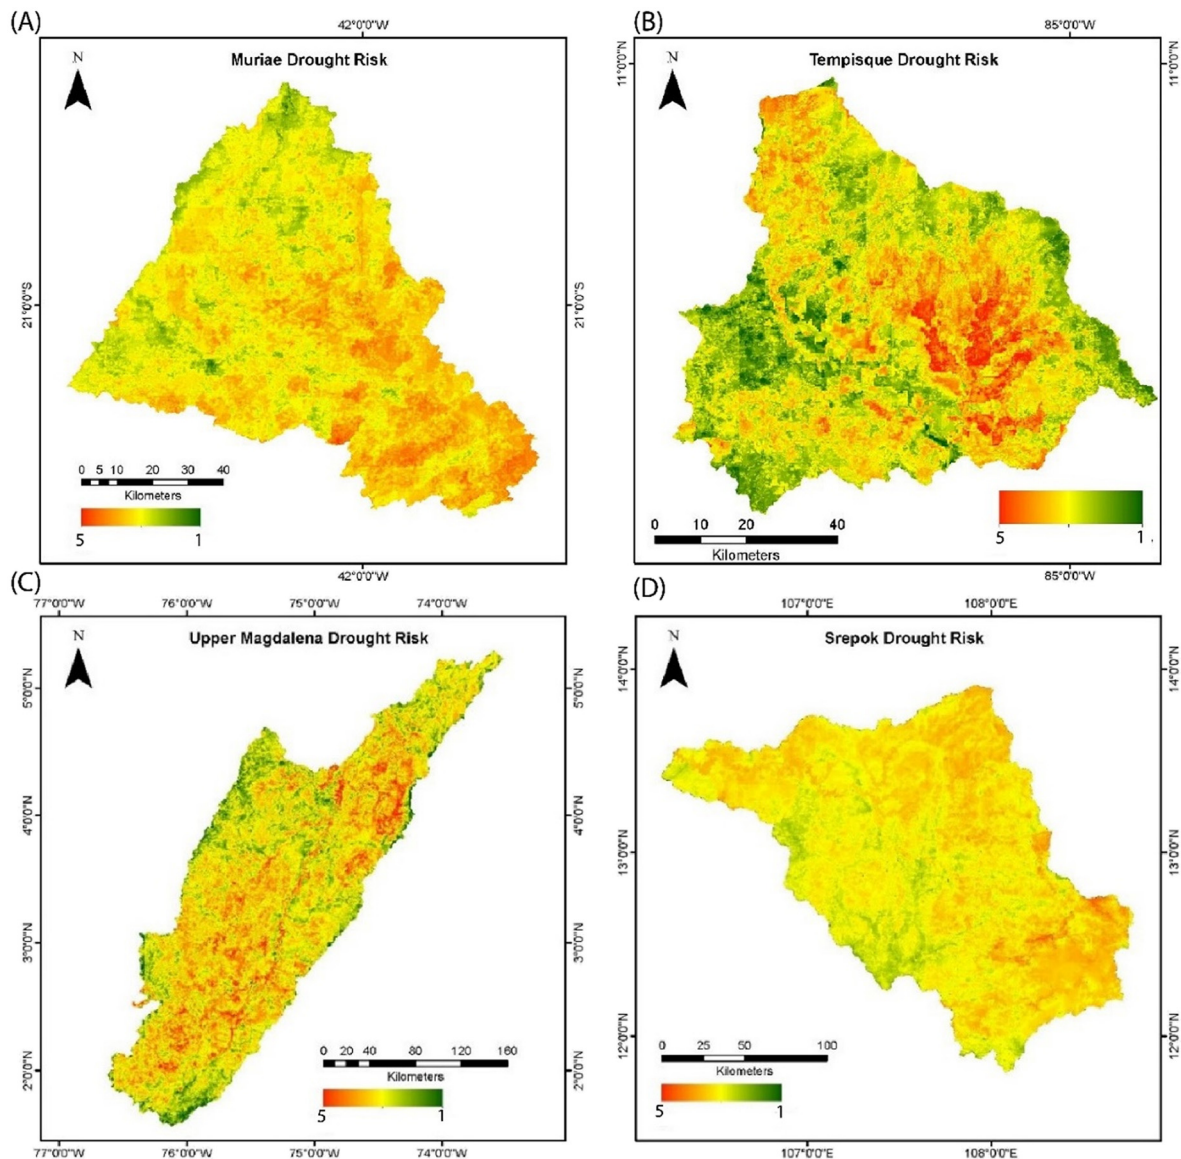 (A)
42°0'0"W
Muriae Drought Risk
N
21°0'0"S
21°0'0"S
0 5 10 20 30 40
Kilometers
5 1
42°0'0"W
(B)
85°0'0"W
Tempisque Drought Risk
N
11°0'0"N
11°0'0"N
0 10 20 40
Kilometers
5 1
85°0'0"W
(C)
77°0'0"W 76°0'0"W 75°0'0"W 74°0'0"W
Upper Magdalena Drought Risk
N
5°0'0"N
5°0'0"N
4°0'0"N
4°0'0"N
3°0'0"N
3°0'0"N
2°0'0"N
2°0'0"N
0 20 40 80 120 160
Kilometers
5 1
77°0'0"W 76°0'0"W 75°0'0"W 74°0'0"W
(D)
107°0'0"E 108°0'0"E
Srepok Drought Risk
N
14°0'0"N
14°0'0"N
13°0'0"N
13°0'0"N
12°0'0"N
12°0'0"N
0 25 50 100
Kilometers
5 1
107°0'0"E 108°0'0"E